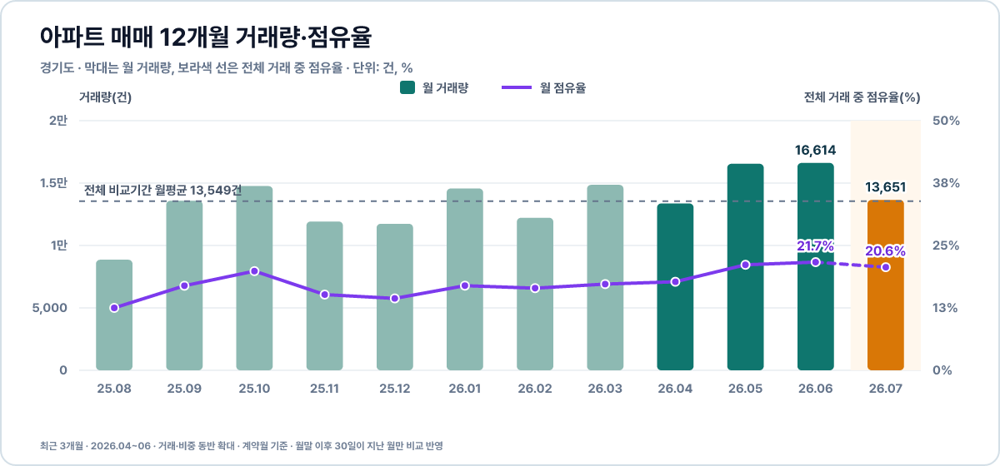 아파트 매매 12개월 거래량·점유율
경기도 · 막대는 월 거래량, 보라색 선은 전체 거래 중 점유율 · 단위: 건, %
월 거래량 월 점유율
거래량(건) 전체 거래 중 점유율(%)
2만 50%
16,614
1.5만 38%
전체 비교기간 월평균 13,549건 13,651
1만 25%
21.7% 20.6%
5,000 13%
0 0%
25.08 25.09 25.10 25.11 25.12 26.01 26.02 26.03 26.04 26.05 26.06 26.07
최근 3개월 · 2026.04~06 · 거래·비중 동반 확대 · 계약월 기준 · 월말 이후 30일이 지난 월만 비교 반영